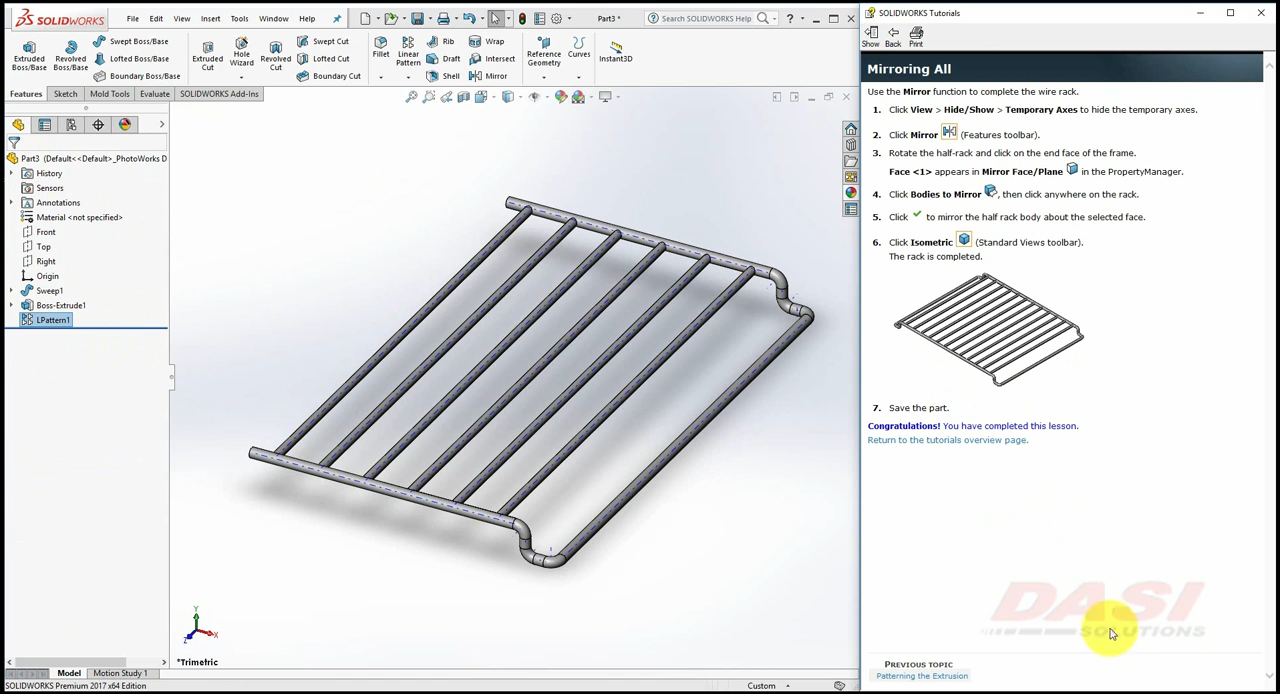 SOLIDWORKS
File Edit View Insert Tools Window Help
Part3 *
Search SOLIDWORKS Help
Extruded Boss/Base
Revolved Boss/Base
Swept Boss/Base
Lofted Boss/Base
Boundary Boss/Base
Extruded Cut
Hole Wizard
Revolved Cut
Swept Cut
Lofted Cut
Boundary Cut
Fillet
Linear Pattern
Rib
Draft
Shell
Wrap
Intersect
Mirror
Reference Geometry
Curves
Instant3D
Features Sketch Mold Tools Evaluate SOLIDWORKS Add-Ins
Part3 (Default<<Default>_PhotoWorks D
History
Sensors
Annotations
Material <not specified>
Front
Top
Right
Origin
Sweep1
Boss-Extrude1
LPattern1
Y
X
Z
*Trimetric
Model Motion Study 1
SOLIDWORKS Premium 2017 x64 Edition
Custom
SOLIDWORKS Tutorials
Show Back Print
Mirroring All
Use the Mirror function to complete the wire rack.
1. Click View > Hide/Show > Temporary Axes to hide the temporary axes.
2. Click Mirror (Features toolbar).
3. Rotate the half-rack and click on the end face of the frame.
Face <1> appears in Mirror Face/Plane in the PropertyManager.
4. Click Bodies to Mirror , then click anywhere on the rack.
5. Click to mirror the half rack body about the selected face.
6. Click Isometric (Standard Views toolbar).
The rack is completed.
7. Save the part.
Congratulations! You have completed this lesson.
Return to the tutorials overview page.
DASI
SOLUTIONS
PREVIOUS TOPIC
Patterning the Extrusion